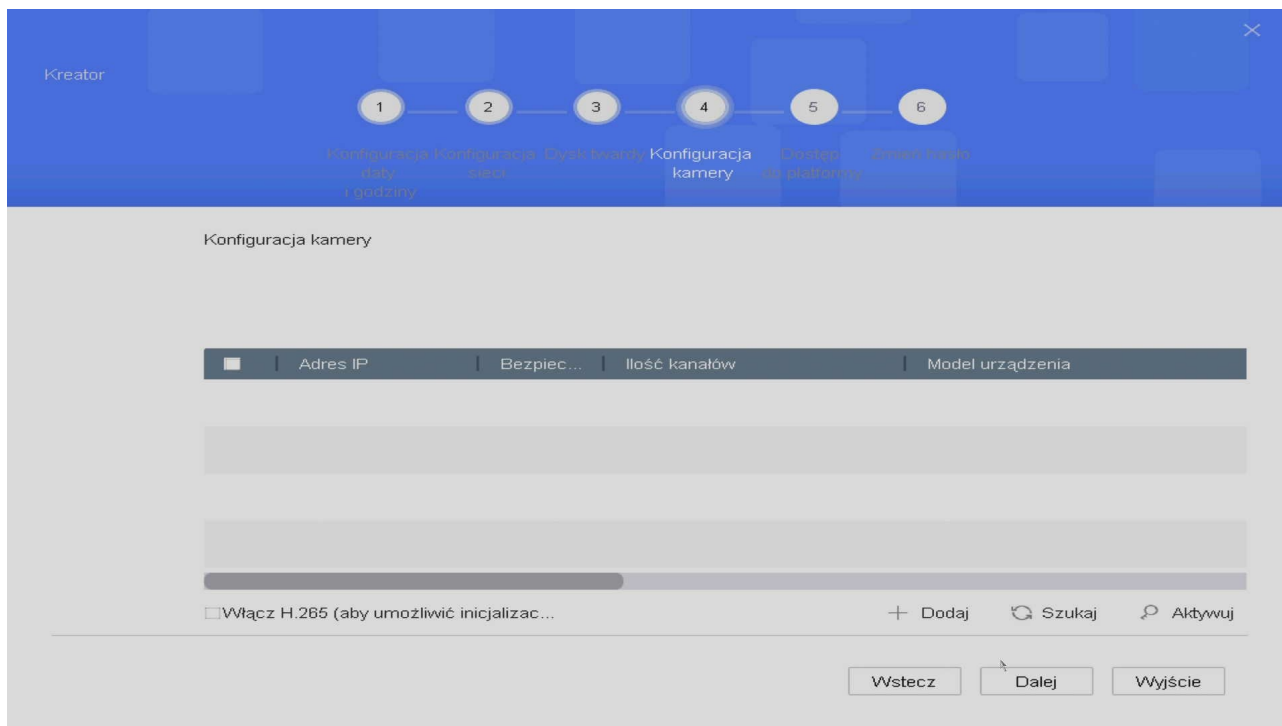 Kreator
1 2 3 4 5 6
Konfiguracja Konfiguracja Dysk twardy Konfiguracja Dostęp Zmień hasło
daty sieci kamery do platformy
i godziny
Konfiguracja kamery
Adres IP Bezpiec... Ilość kanałów Model urządzenia
Włącz H.265 (aby umożliwić inicjalizac...
Dodaj Szukaj Aktywuj
Wstecz Dalej Wyjście